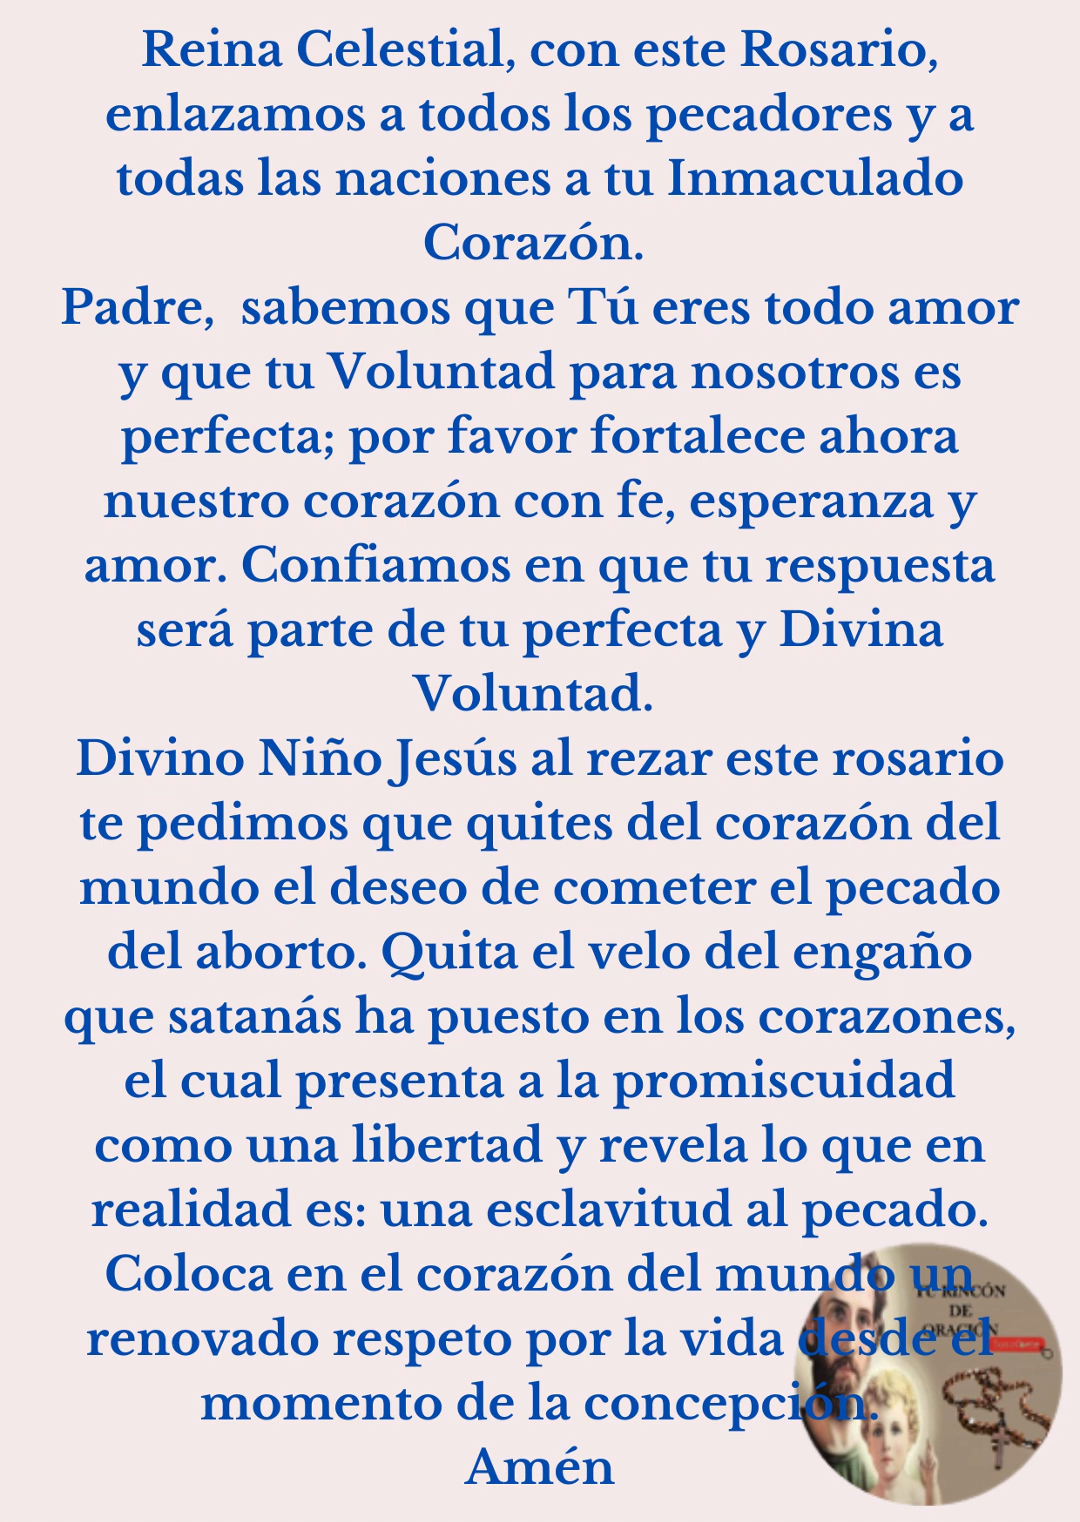 Reina Celestial, con este Rosario,
enlazamos a todos los pecadores y a
todas las naciones a tu Inmaculado
Corazón.
Padre,  sabemos que Tú eres todo amor
y que tu Voluntad para nosotros es
perfecta; por favor fortalece ahora
nuestro corazón con fe, esperanza y
amor. Confiamos en que tu respuesta
será parte de tu perfecta y Divina
Voluntad.
Divino Niño Jesús al rezar este rosario
te pedimos que quites del corazón del
mundo el deseo de cometer el pecado
del aborto. Quita el velo del engaño
que satanás ha puesto en los corazones,
el cual presenta a la promiscuidad
como una libertad y revela lo que en
realidad es: una esclavitud al pecado.
Coloca en el corazón del mundo un
renovado respeto por la vida desde el
momento de la concepción.
Amén
TU RINCÓN
DE
ORACIÓN